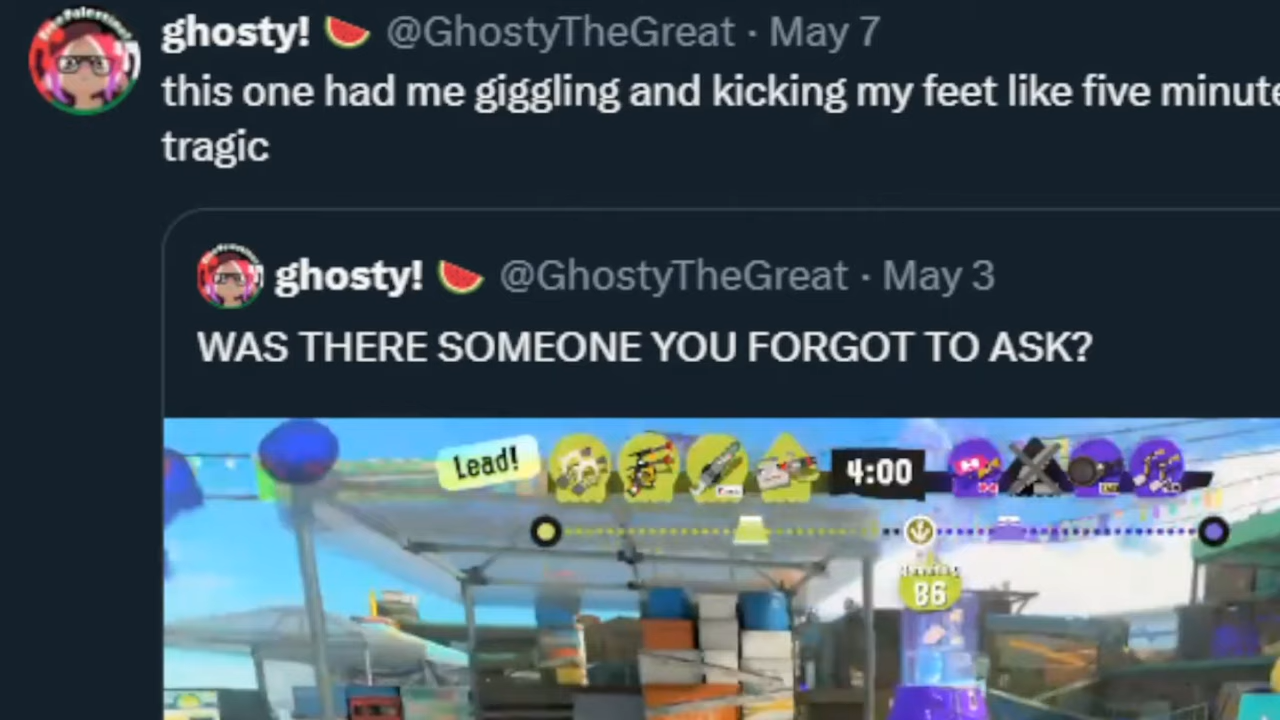 ghosty! 🍉 @GhostyTheGreat · May 7
this one had me giggling and kicking my feet like five minute
tragic
ghosty! 🍉 @GhostyTheGreat · May 3
WAS THERE SOMEONE YOU FORGOT TO ASK?
Lead!
4:00
86